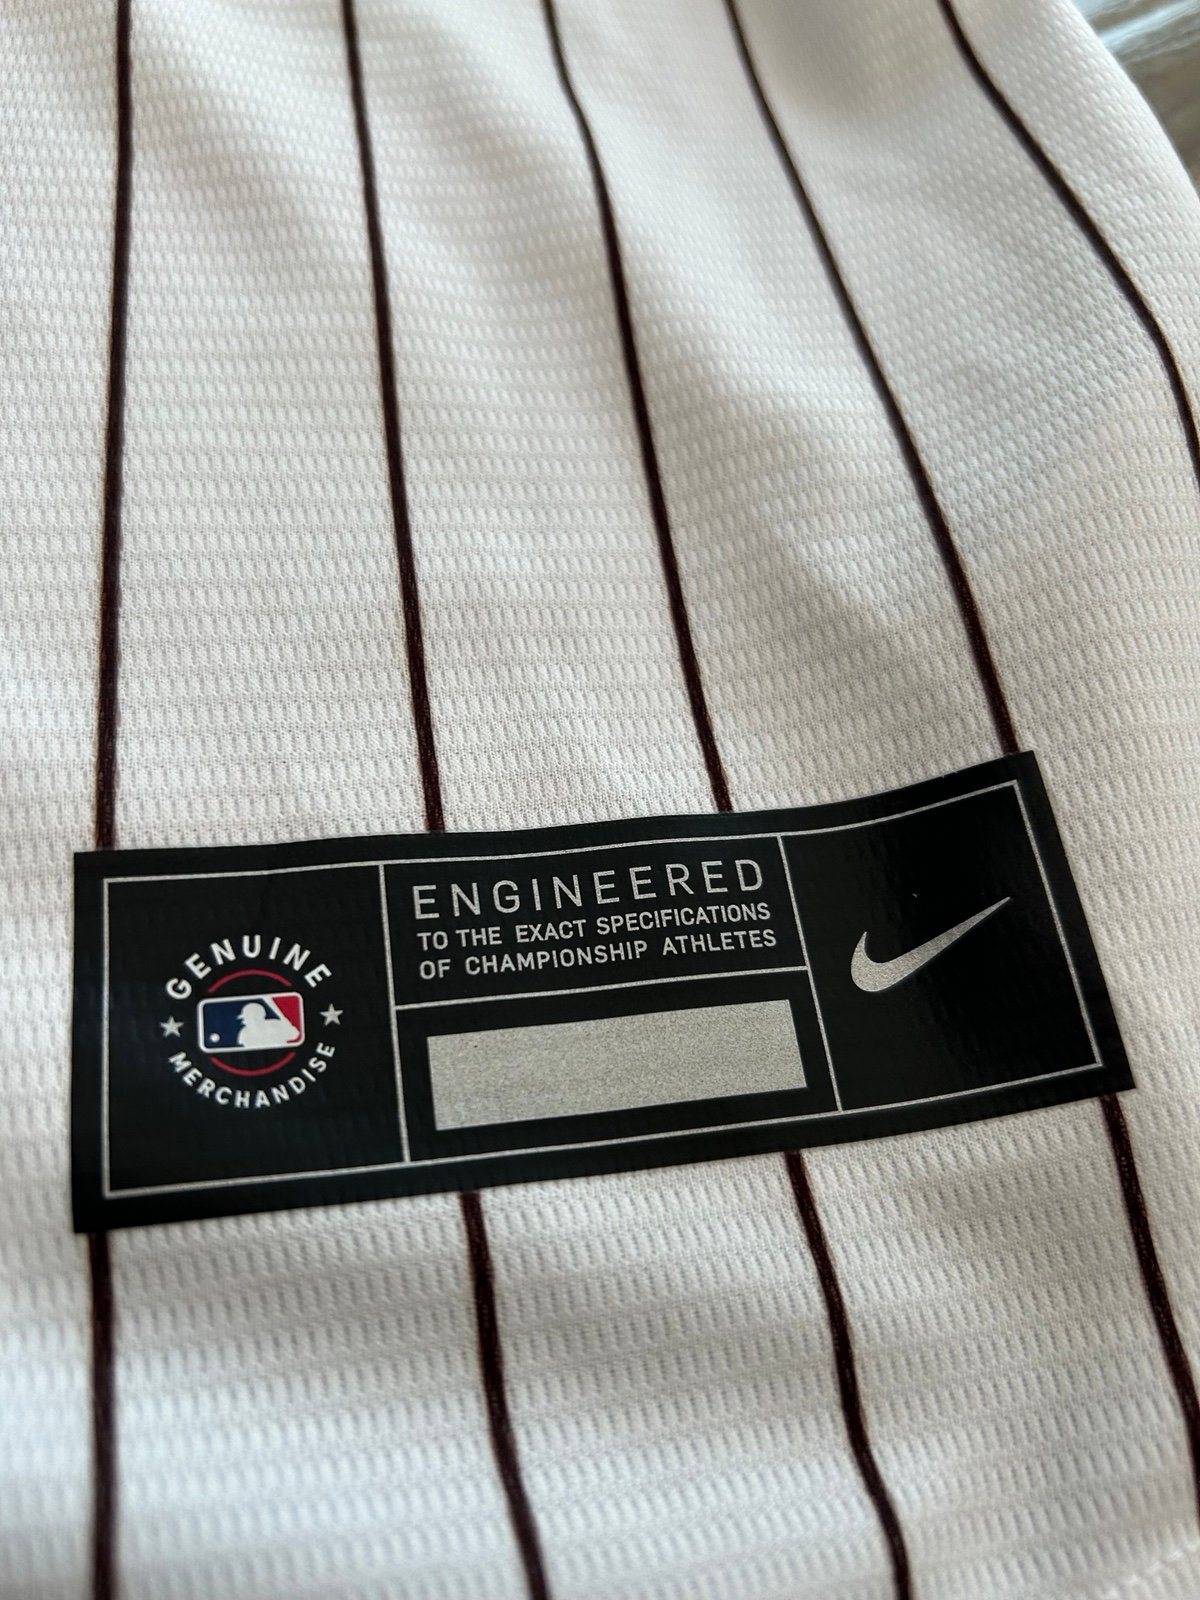 GENUINE
MERCHANDISE
ENGINEERED
TO THE EXACT SPECIFICATIONS
OF CHAMPIONSHIP ATHLETES